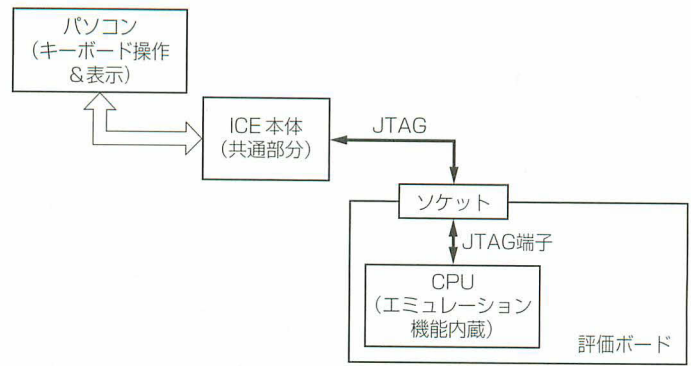 パソコン
(キーボード操作
&表示)
ICE本体
(共通部分)
JTAG
ソケット
JTAG端子
CPU
(エミュレーション
機能内蔵)
評価ボード